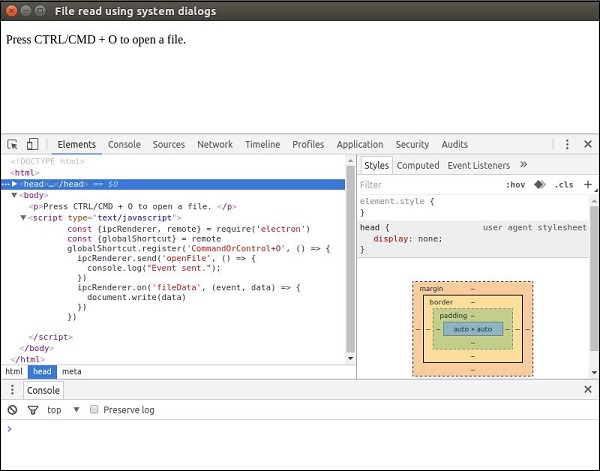 File read using system dialogs
Press CTRL/CMD + O to open a file.
Elements Console Sources Network Timeline Profiles Application Security Audits
<!DOCTYPE html>
<html>
<head>…</head> == $0
<body>
<p>Press CTRL/CMD + O to open a file. </p>
<script type="text/javascript">
const {ipcRenderer, remote} = require('electron')
const {globalShortcut} = remote
globalShortcut.register('CommandOrControl+O', () => {
ipcRenderer.send('openFile', () => {
console.log("Event sent.");
})
ipcRenderer.on('fileData', (event, data) => {
document.write(data)
})
})
</script>
</body>
</html>
html head meta
Styles Computed Event Listeners »
Filter :hov .cls +
element.style {
}
head { user agent stylesheet
display: none;
}
margin –
border –
padding –
– – – auto × auto – – –
–
–
–
Console
top Preserve log
>